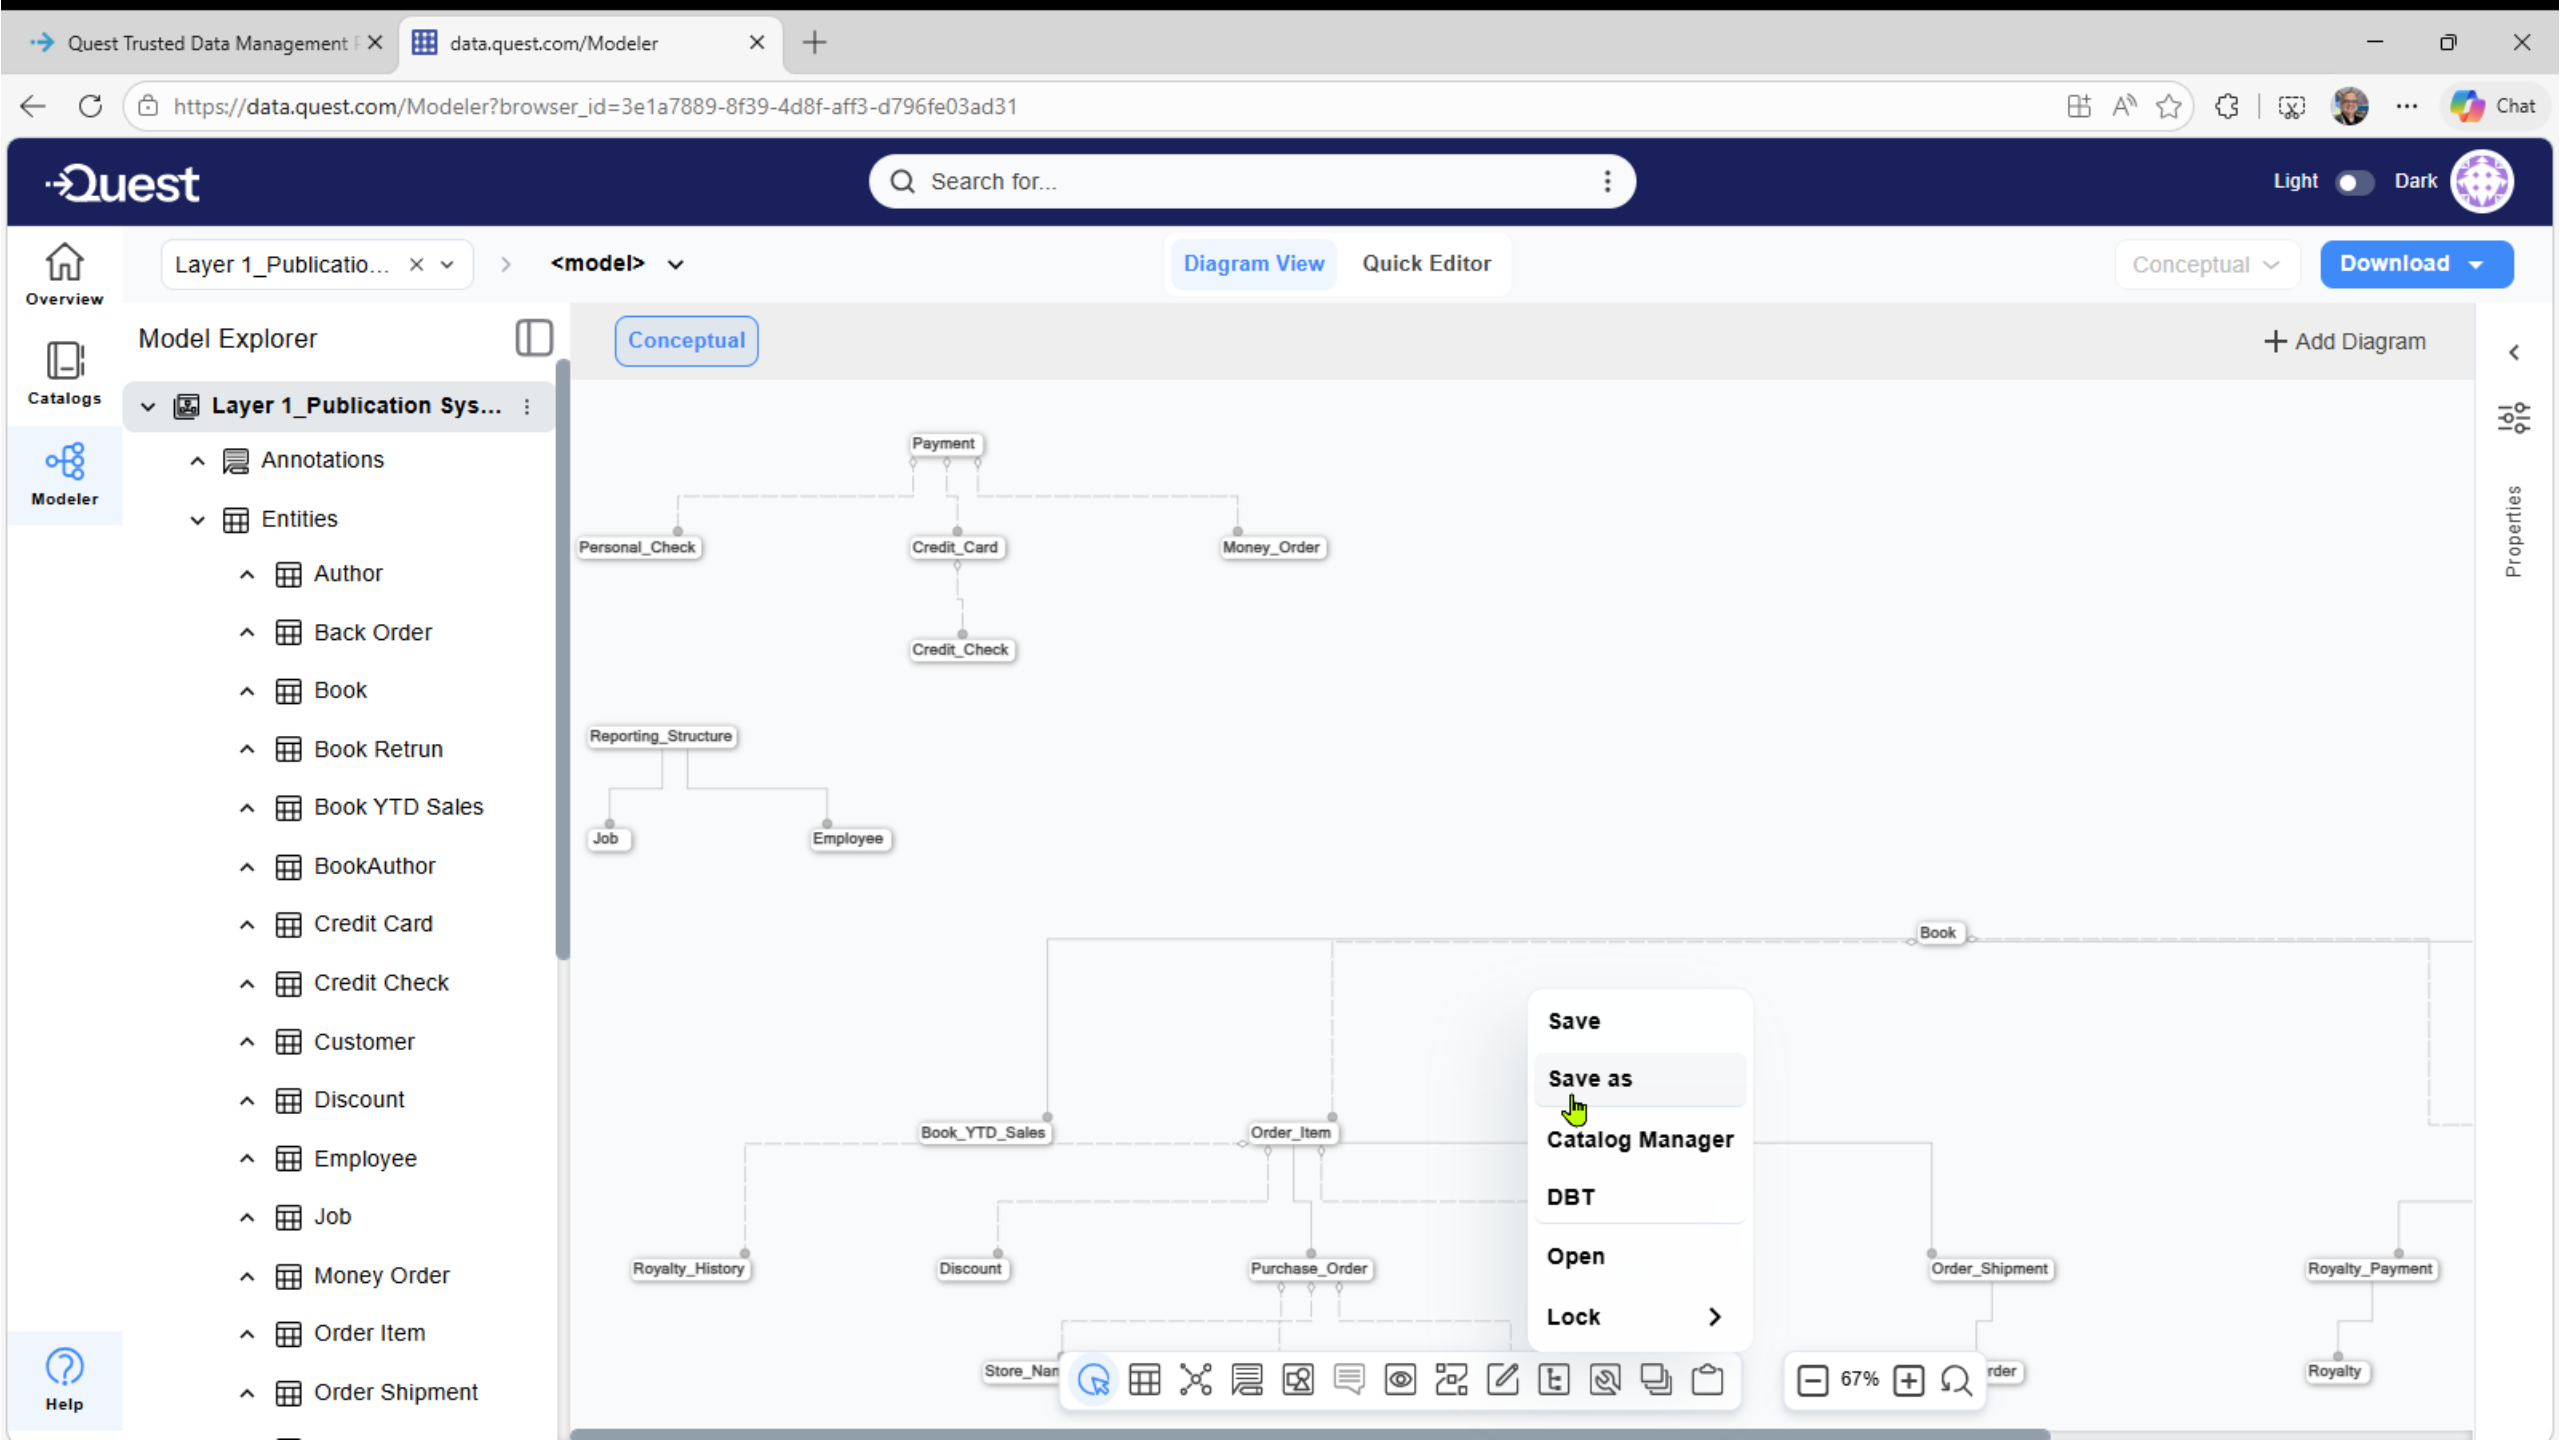 Quest Trusted Data Management
data.quest.com/Modeler
https://data.quest.com/Modeler?browser_id=3e1a7889-8f39-4d8f-aff3-d796fe03ad31
Chat
Quest
Search for...
Light
Dark
Overview
Catalogs
Modeler
Help
Layer 1_Publicatio...
<model>
Diagram View
Quick Editor
Conceptual
Download
Model Explorer
Layer 1_Publication Sys...
Annotations
Entities
Author
Back Order
Book
Book Retrun
Book YTD Sales
BookAuthor
Credit Card
Credit Check
Customer
Discount
Employee
Job
Money Order
Order Item
Order Shipment
Conceptual
Add Diagram
Properties
Payment
Personal_Check
Credit_Card
Money_Order
Credit_Check
Reporting_Structure
Job
Employee
Book
Book_YTD_Sales
Order_Item
Royalty_History
Discount
Purchase_Order
Order_Shipment
Royalty_Payment
Store_Nam
rder
Royalty
Save
Save as
Catalog Manager
DBT
Open
Lock
67%